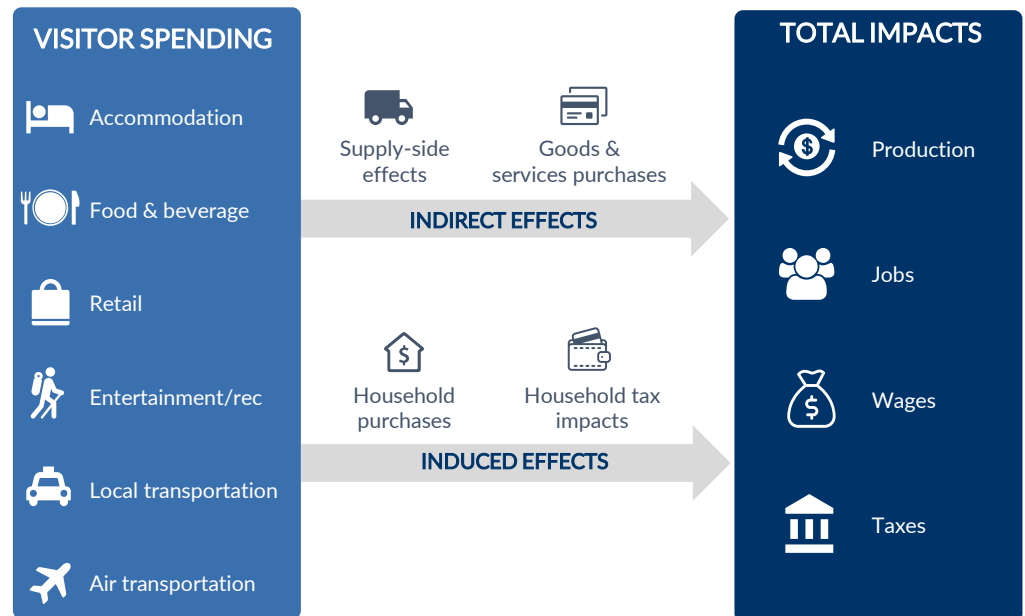 VISITOR SPENDING
Accommodation
Food & beverage
Retail
Entertainment/rec
Local transportation
Air transportation
Supply-side
effects
Goods &
services purchases
INDIRECT EFFECTS
$
Household
purchases
Household tax
impacts
INDUCED EFFECTS
TOTAL IMPACTS
$
Production
Jobs
$
Wages
Taxes